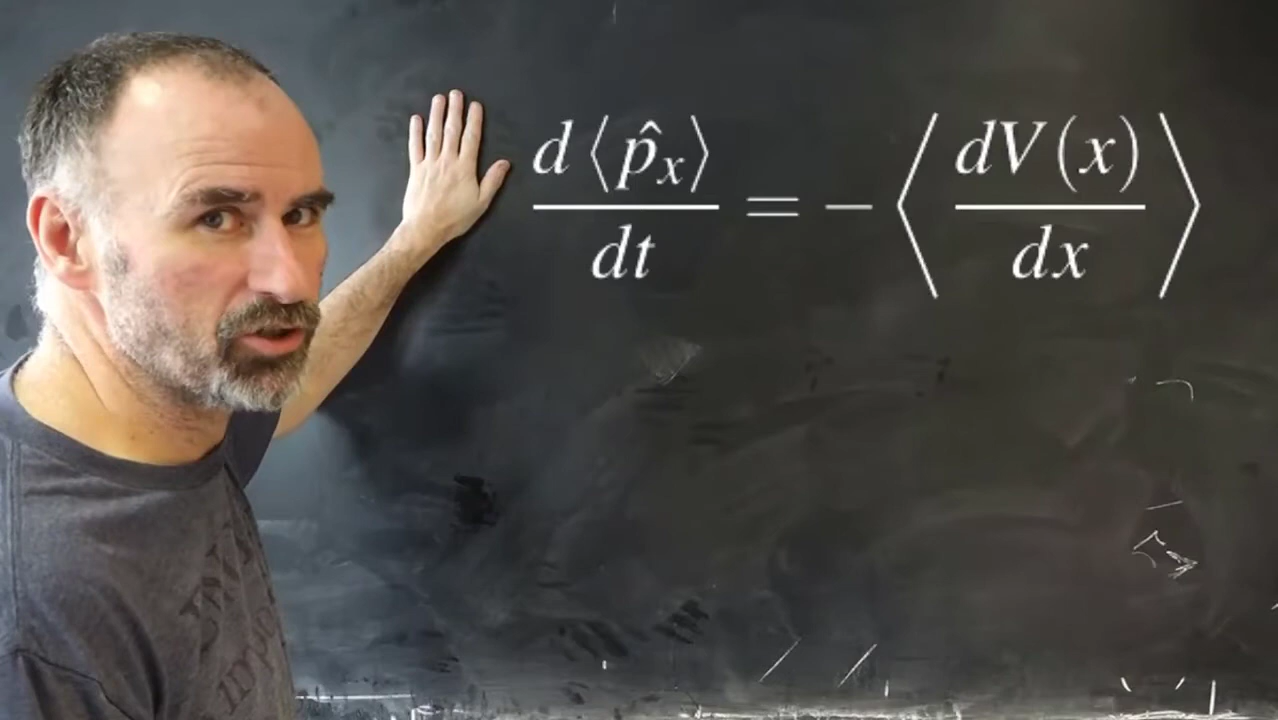 d⟨p̂ₓ⟩/dt = −⟨dV(x)/dx⟩